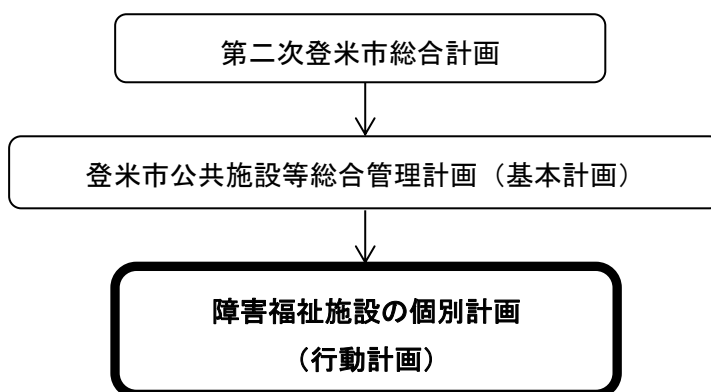 第二次登米市総合計画
登米市公共施設等総合管理計画（基本計画）
障害福祉施設の個別計画
（行動計画）